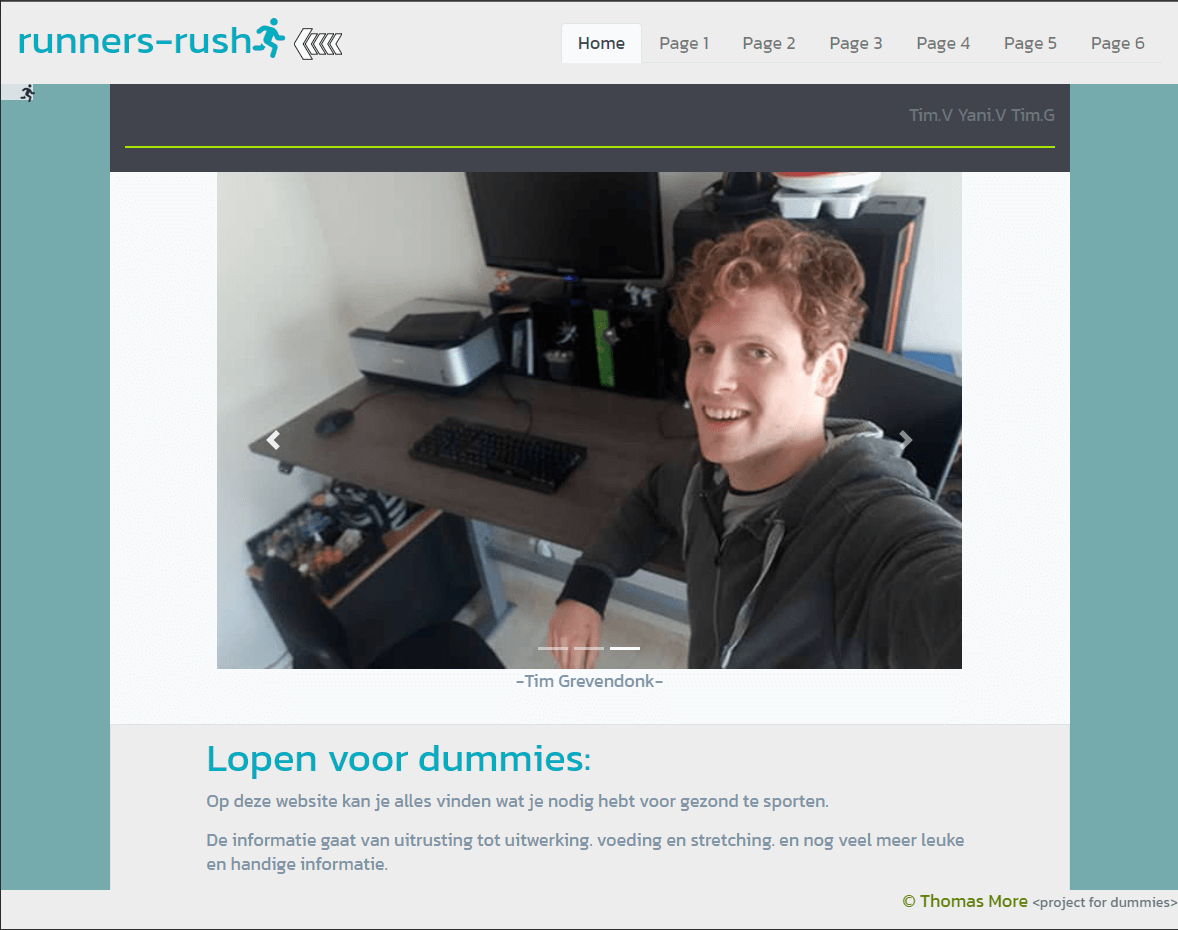 runners-rush
Home Page 1 Page 2 Page 3 Page 4 Page 5 Page 6
Tim.V Yani.V Tim.G
-Tim Grevendonk-
Lopen voor dummies:
Op deze website kan je alles vinden wat je nodig hebt voor gezond te sporten.
De informatie gaat van uitrusting tot uitwerking. voeding en stretching. en nog veel meer leuke
en handige informatie.
© Thomas More <project for dummies>